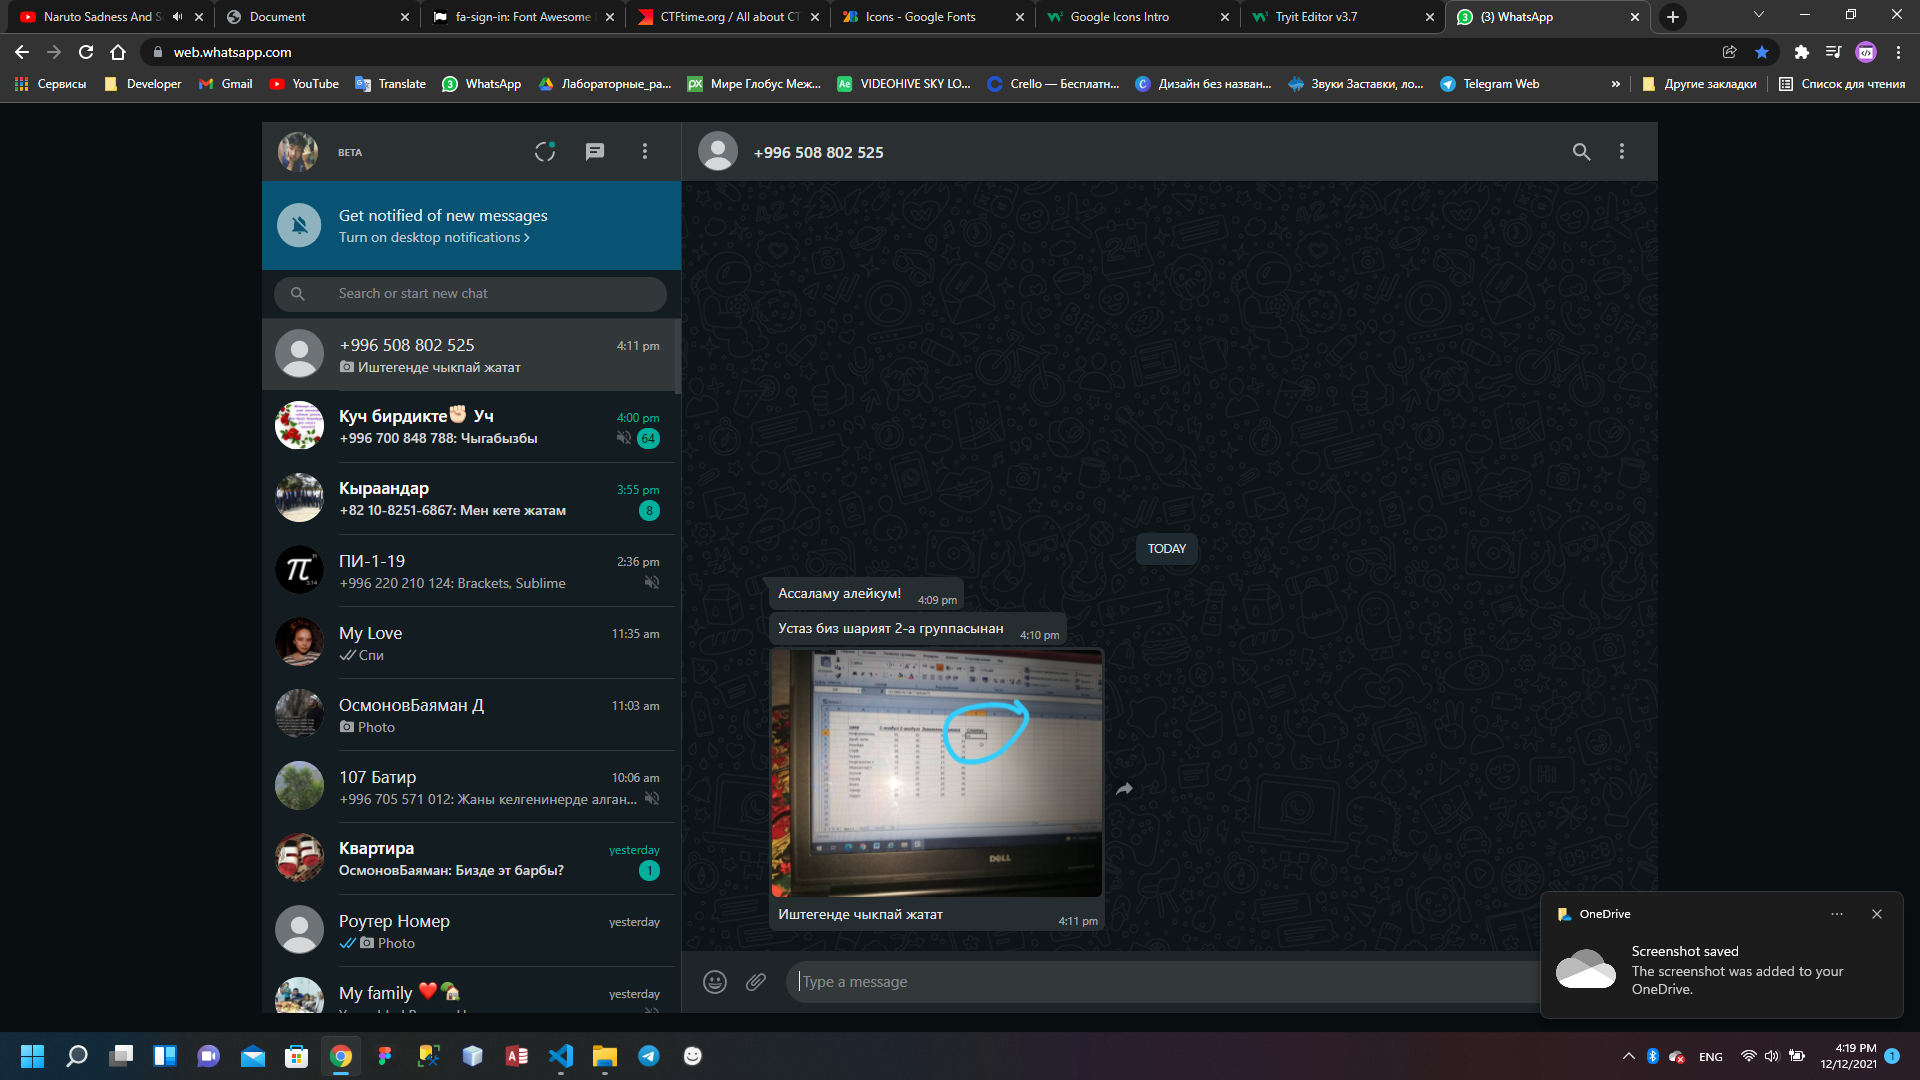 Naruto Sadness And S
Document
fa-sign-in: Font Awesome
CTFtime.org / All about CT
Icons - Google Fonts
Google Icons Intro
Tryit Editor v3.7
(3) WhatsApp
web.whatsapp.com
Сервисы
Developer
Gmail
YouTube
Translate
WhatsApp
Лабораторные_ра...
Мире Глобус Меж...
VIDEOHIVE SKY LO...
Crello — Бесплатн...
Дизайн без назван...
Звуки Заставки, ло...
Telegram Web
»
Другие закладки
Список для чтения
BETA
+996 508 802 525
Get notified of new messages
Turn on desktop notifications >
Search or start new chat
+996 508 802 525
4:11 pm
Иштегенде чыкпай жатат
Куч бирдикте✊🏻 Уч
4:00 pm
+996 700 848 788: Чыгабызбы
64
Кыраандар
3:55 pm
+82 10-8251-6867: Мен кете жатам
8
ПИ-1-19
2:36 pm
+996 220 210 124: Brackets, Sublime
My Love
11:35 am
Спи
ОсмоновБаяман Д
11:03 am
Photo
107 Батир
10:06 am
+996 705 571 012: Жаны келгенинерде алган...
Квартира
yesterday
ОсмоновБаяман: Бизде эт барбы?
1
Роутер Номер
yesterday
Photo
My family ❤️🏡
yesterday
TODAY
Ассаламу алейкум!
4:09 pm
Устаз биз шарият 2-а группасынан
4:10 pm
DELL
Иштегенде чыкпай жатат
4:11 pm
Type a message
OneDrive
Screenshot saved
The screenshot was added to your
OneDrive.
ENG
4:19 PM
12/12/2021
1